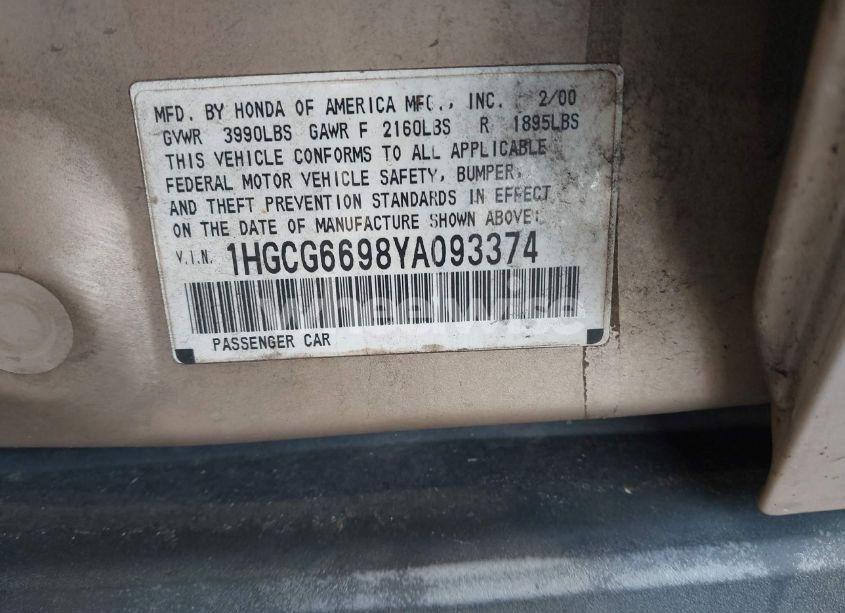 MFD. BY HONDA OF AMERICA MFG., INC. 2/00
GVWR 3990LBS GAWR F 2160LBS R 1895LBS
THIS VEHICLE CONFORMS TO ALL APPLICABLE
FEDERAL MOTOR VEHICLE SAFETY, BUMPER,
AND THEFT PREVENTION STANDARDS IN EFFECT
ON THE DATE OF MANUFACTURE SHOWN ABOVE.
V.I.N. 1HGCG6698YA093374
wheelwise
PASSENGER CAR